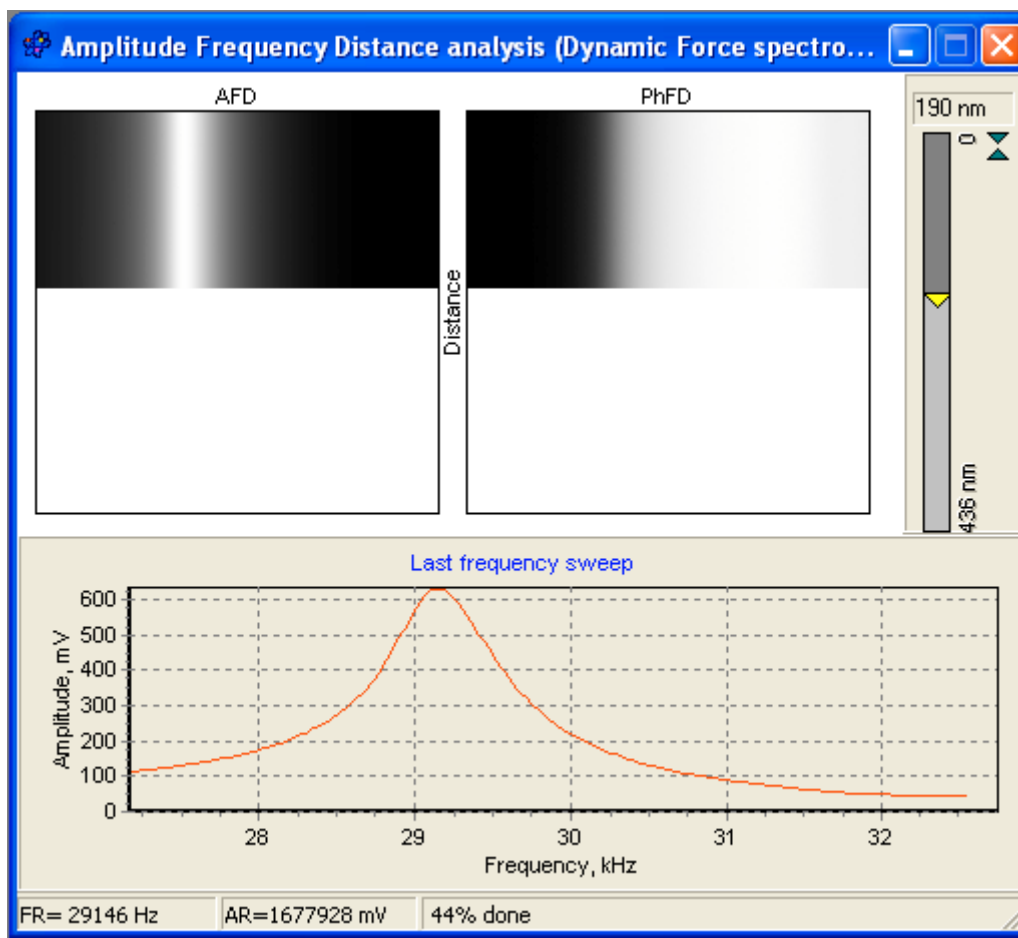 Amplitude Frequency Distance analysis (Dynamic Force spectro...
AFD
PhFD
190 nm
0
Distance
436 nm
Last frequency sweep
Amplitude, mV
600
500
400
300
200
100
0
28
29
30
31
32
Frequency, kHz
FR= 29146 Hz
AR=1677928 mV
44% done